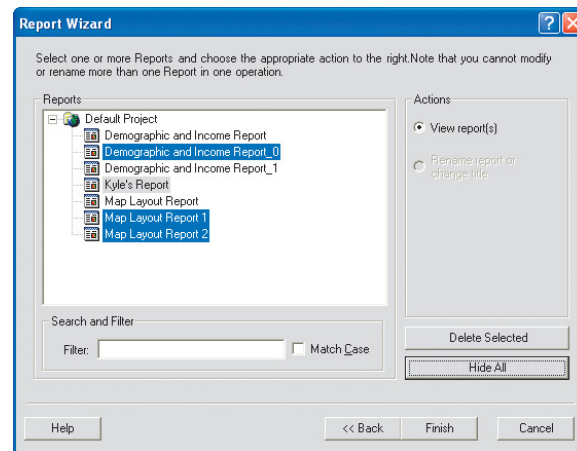 Report Wizard
Select one or more Reports and choose the appropriate action to the right.Note that you cannot modify
or rename more than one Report in one operation.
Reports
Default Project
Demographic and Income Report
Demographic and Income Report_0
Demographic and Income Report_1
Kyle's Report
Map Layout Report
Map Layout Report 1
Map Layout Report 2
Search and Filter
Filter:
Match Case
Actions
View report(s)
Rename report or
change title
Delete Selected
Hide All
Help
<< Back
Finish
Cancel